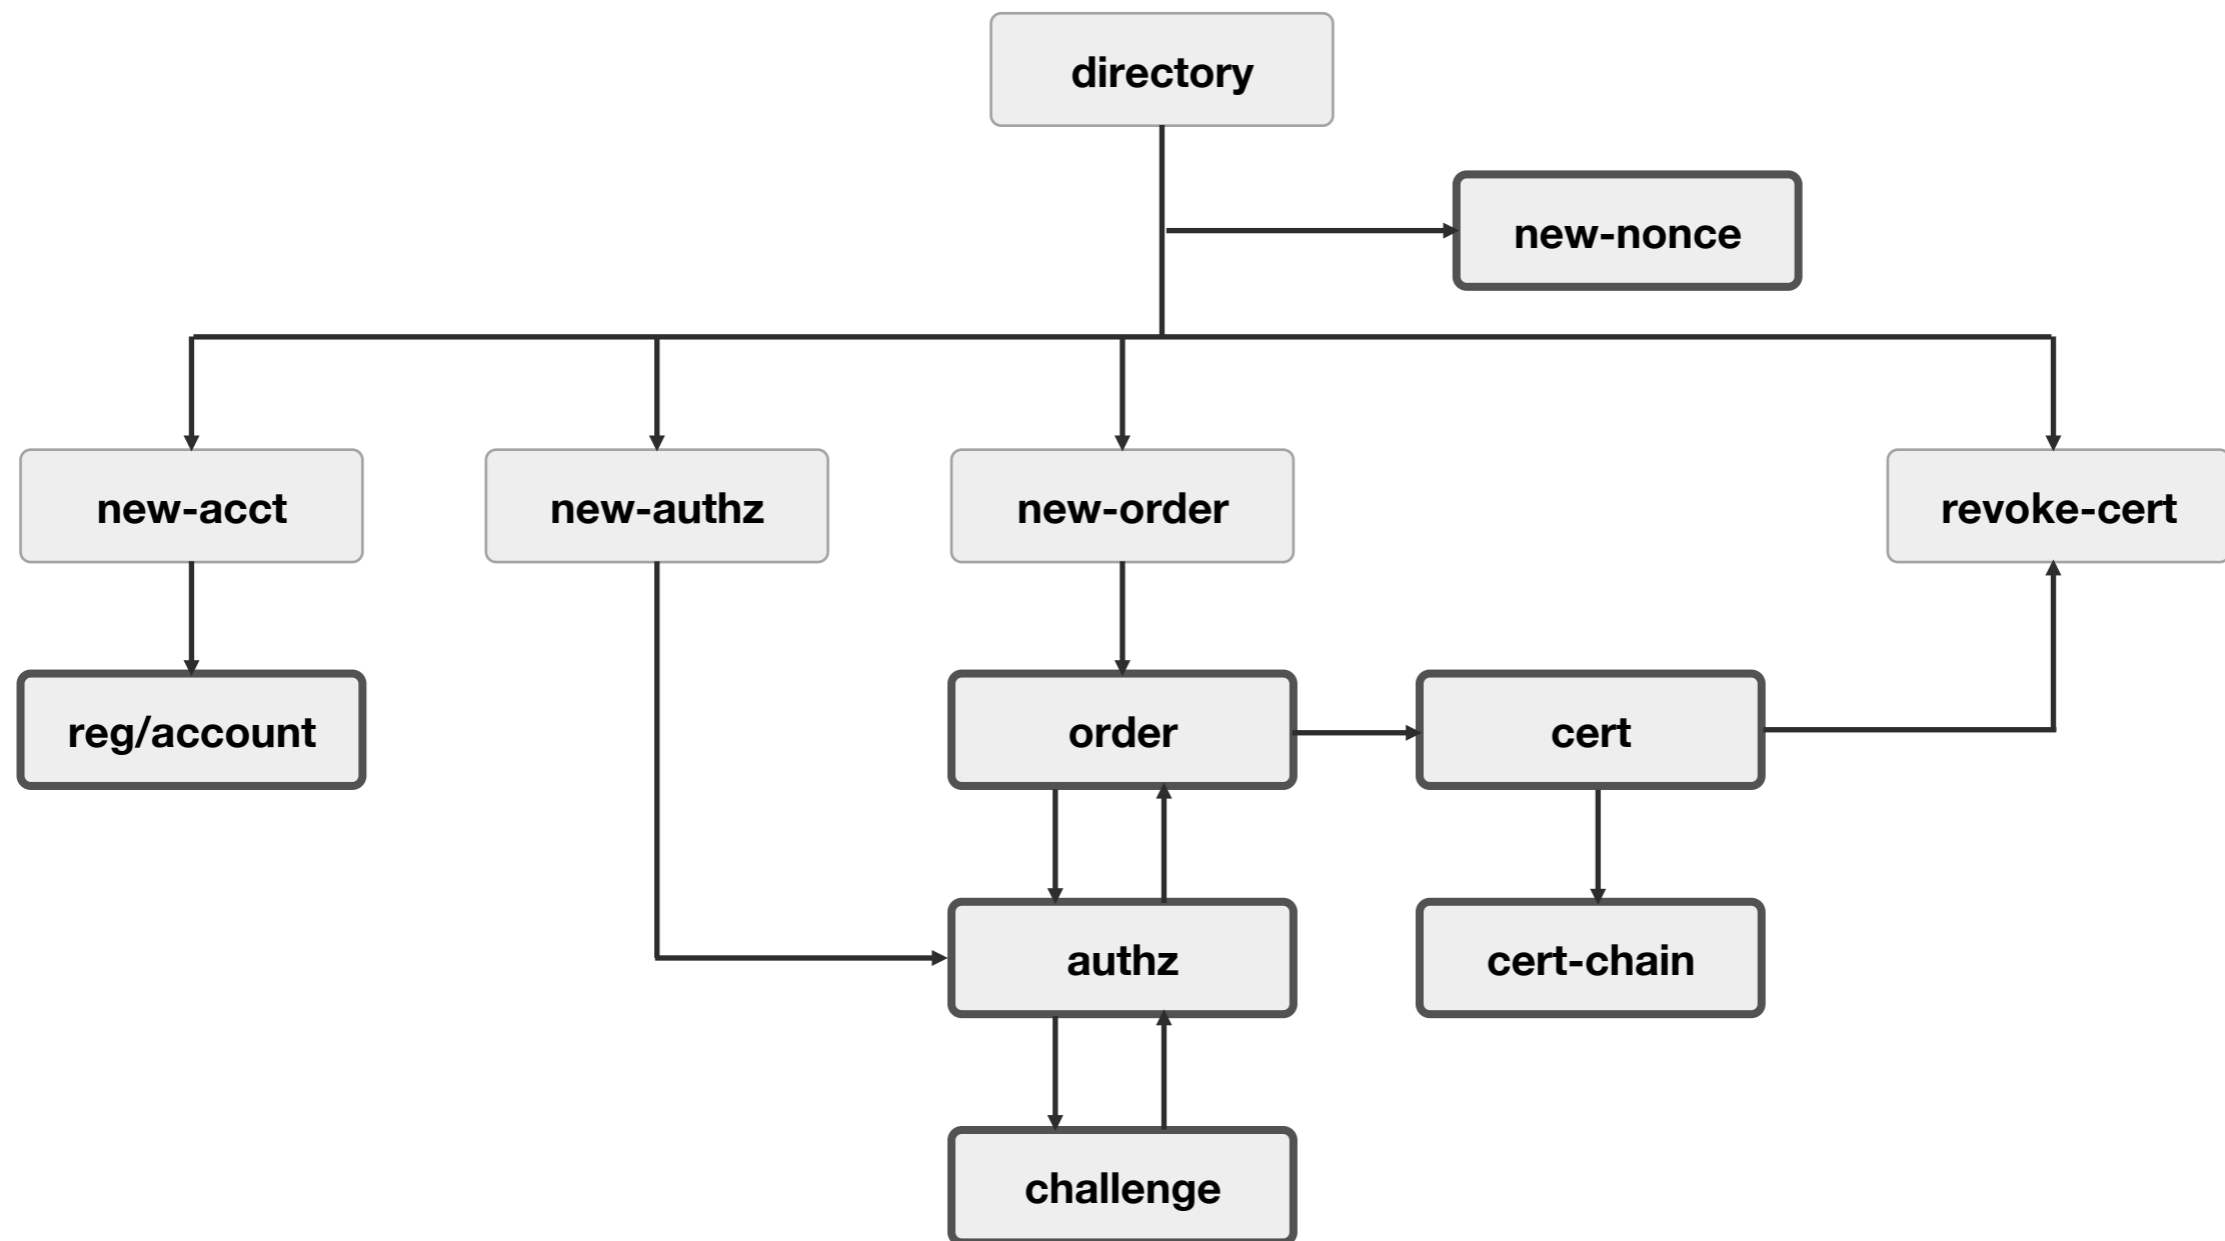 directory
new-nonce
new-acct
new-authz
new-order
revoke-cert
reg/account
order
cert
authz
cert-chain
challenge